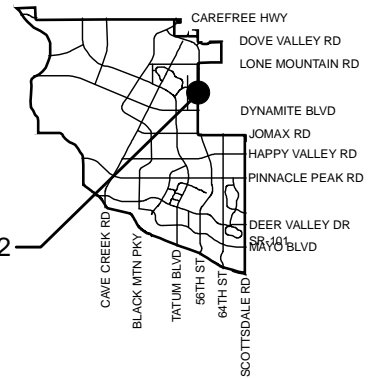 CAREFREE HWY
DOVE VALLEY RD
LONE MOUNTAIN RD
DYNAMITE BLVD
JOMAX RD
HAPPY VALLEY RD
PINNACLE PEAK RD
DEER VALLEY DR
SR-101
MAYO BLVD
2
CAVE CREEK RD
BLACK MTN PKY
TATUM BLVD
56TH ST
64TH ST
SCOTTSDALE RD